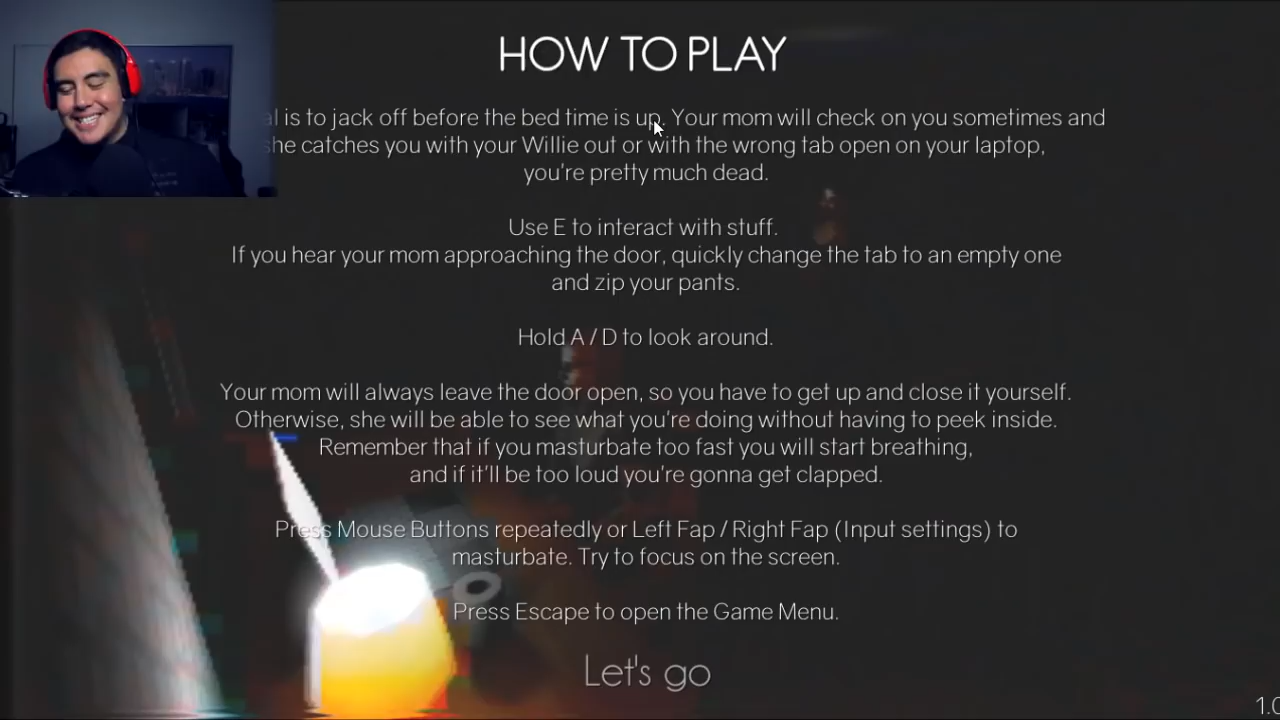 HOW TO PLAY
al is to jack off before the bed time is up. Your mom will check on you sometimes and
she catches you with your Willie out or with the wrong tab open on your laptop,
you're pretty much dead.
Use E to interact with stuff.
If you hear your mom approaching the door, quickly change the tab to an empty one
and zip your pants.
Hold A / D to look around.
Your mom will always leave the door open, so you have to get up and close it yourself.
Otherwise, she will be able to see what you're doing without having to peek inside.
Remember that if you masturbate too fast you will start breathing,
and if it'll be too loud you're gonna get clapped.
Press Mouse Buttons repeatedly or Left Fap / Right Fap (Input settings) to
masturbate. Try to focus on the screen.
Press Escape to open the Game Menu.
Let's go
1.0